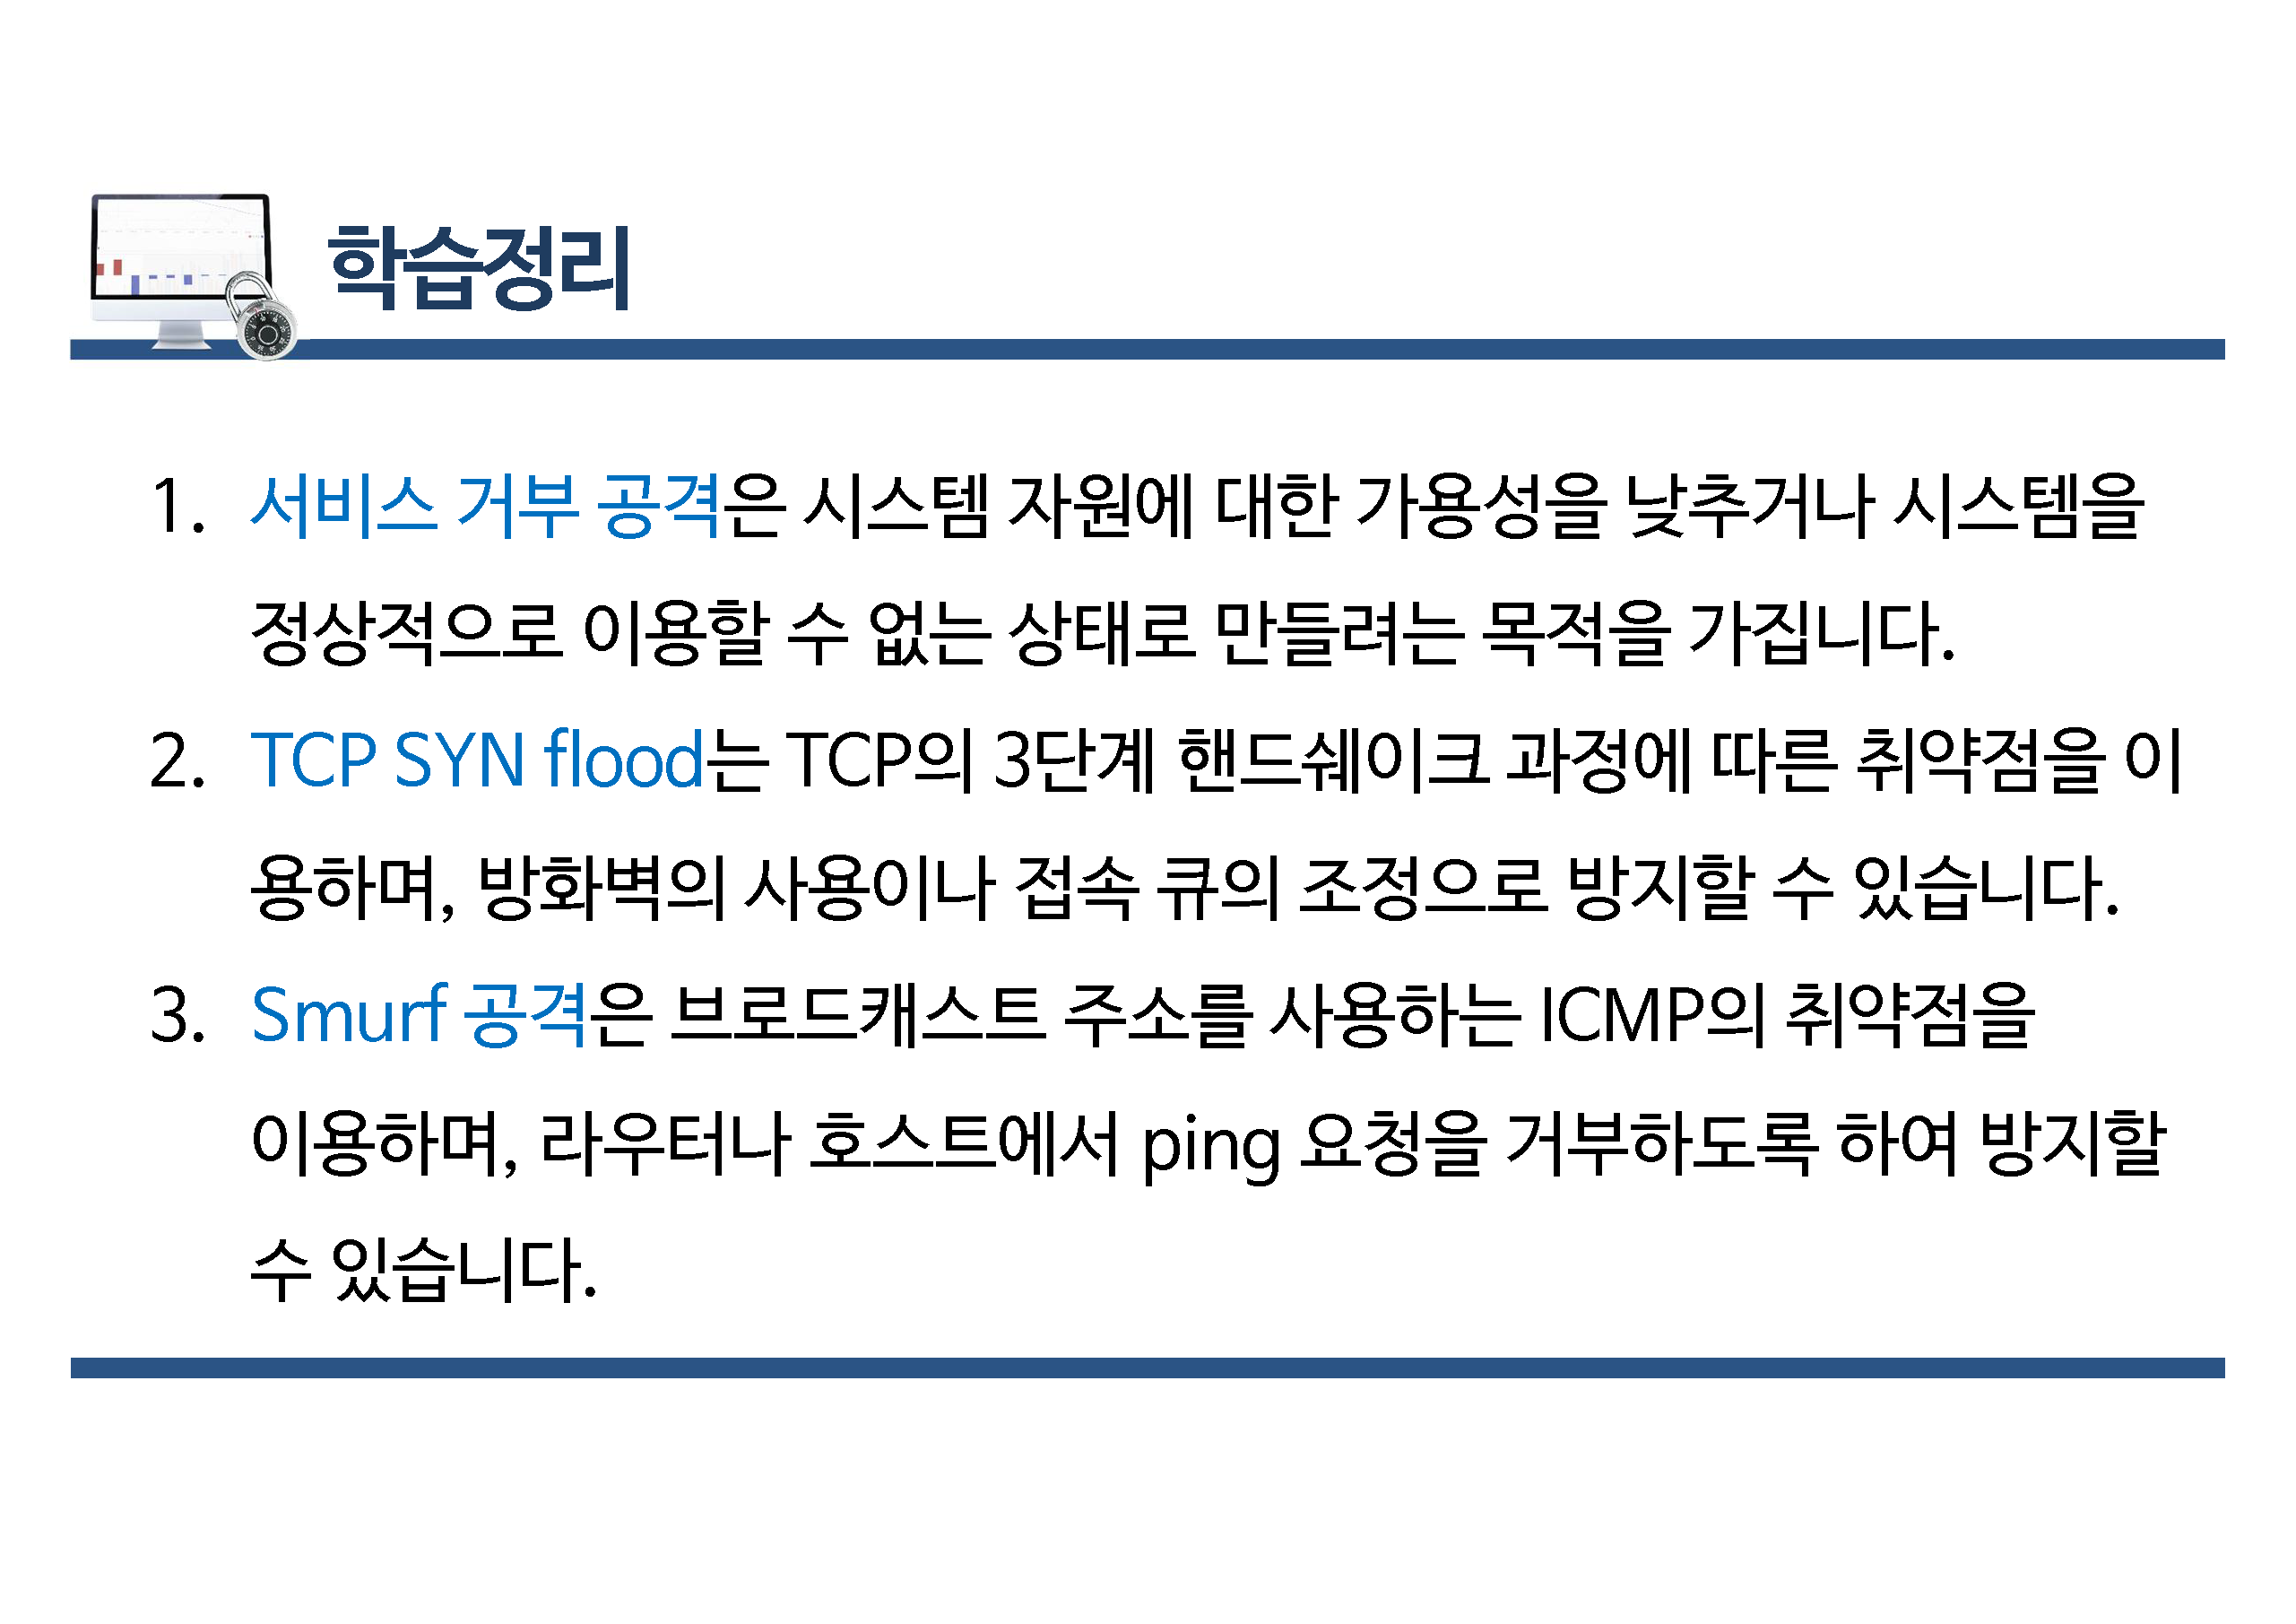 학습정리
1. 서비스 거부 공격은 시스템 자원에 대한 가용성을 낮추거나 시스템을
정상적으로 이용할 수 없는 상태로 만들려는 목적을 가집니다.
2. TCP SYN flood는 TCP의 3단계 핸드쉐이크 과정에 따른 취약점을 이
용하며, 방화벽의 사용이나 접속 큐의 조정으로 방지할 수 있습니다.
3. Smurf 공격은 브로드캐스트 주소를 사용하는 ICMP의 취약점을
이용하며, 라우터나 호스트에서 ping 요청을 거부하도록 하여 방지할
수 있습니다.